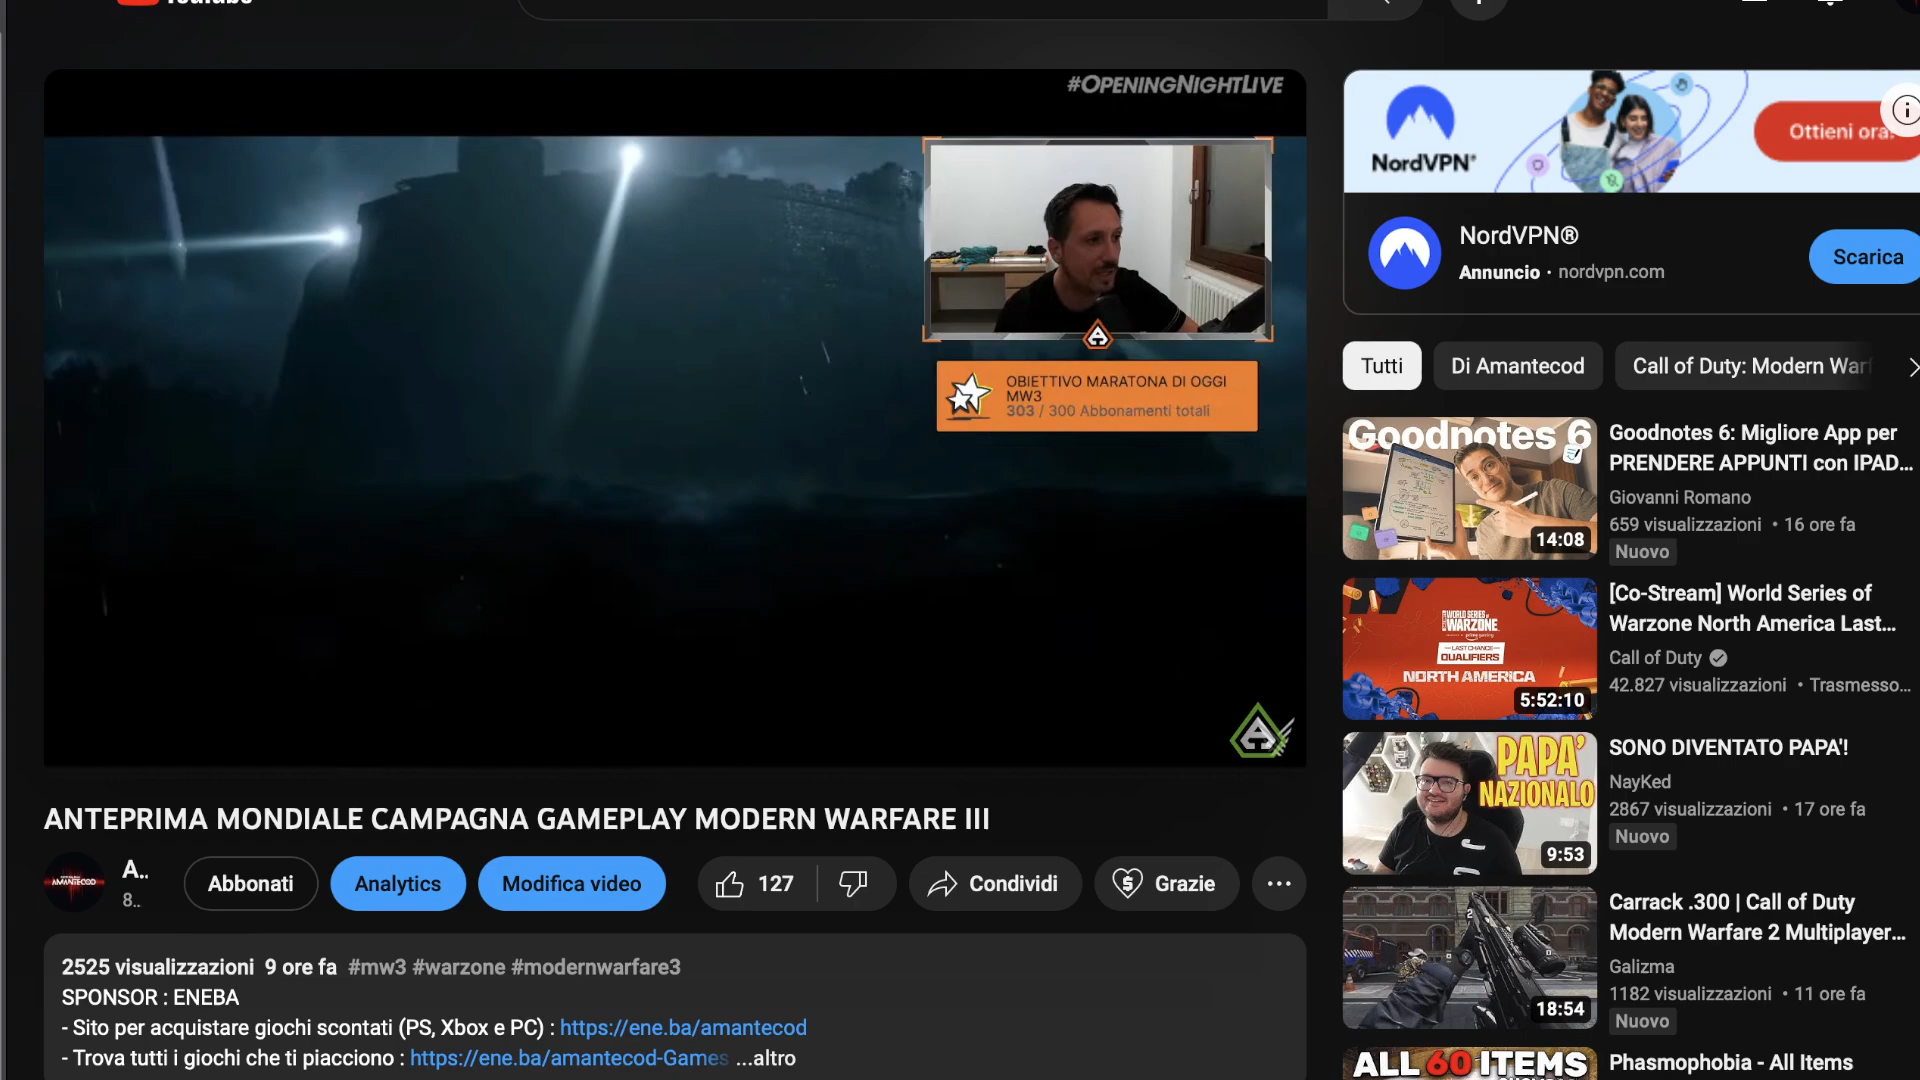 #OPENINGNIGHTLIVE
OBIETTIVO MARATONA DI OGGI
MW3
303 / 300 Abbonamenti totali
ANTEPRIMA MONDIALE CAMPAGNA GAMEPLAY MODERN WARFARE III
AMANTECOD
A..
8...
Abbonati
Analytics
Modifica video
127
Condividi
Grazie
2525 visualizzazioni 9 ore fa #mw3 #warzone #modernwarfare3
SPONSOR : ENEBA
- Sito per acquistare giochi scontati (PS, Xbox e PC) : https://ene.ba/amantecod
- Trova tutti i giochi che ti piacciono : https://ene.ba/amantecod-Games ...altro
NordVPN®
Ottieni ora!
NordVPN®
Annuncio · nordvpn.com
Scarica
Tutti
Di Amantecod
Call of Duty: Modern Warf
Goodnotes 6
14:08
Goodnotes 6: Migliore App per
PRENDERE APPUNTI con IPAD...
Giovanni Romano
659 visualizzazioni • 16 ore fa
Nuovo
WORLD SERIES OF
WARZONE
LAST CHANCE
QUALIFIERS
NORTH AMERICA
5:52:10
[Co-Stream] World Series of
Warzone North America Last...
Call of Duty
42.827 visualizzazioni • Trasmesso...
PAPA'
NAZIONALO
9:53
SONO DIVENTATO PAPA'!
NayKed
2867 visualizzazioni • 17 ore fa
Nuovo
18:54
Carrack .300 | Call of Duty
Modern Warfare 2 Multiplayer...
Galizma
1182 visualizzazioni • 11 ore fa
Nuovo
ALL 60 ITEMS
Phasmophobia - All Items